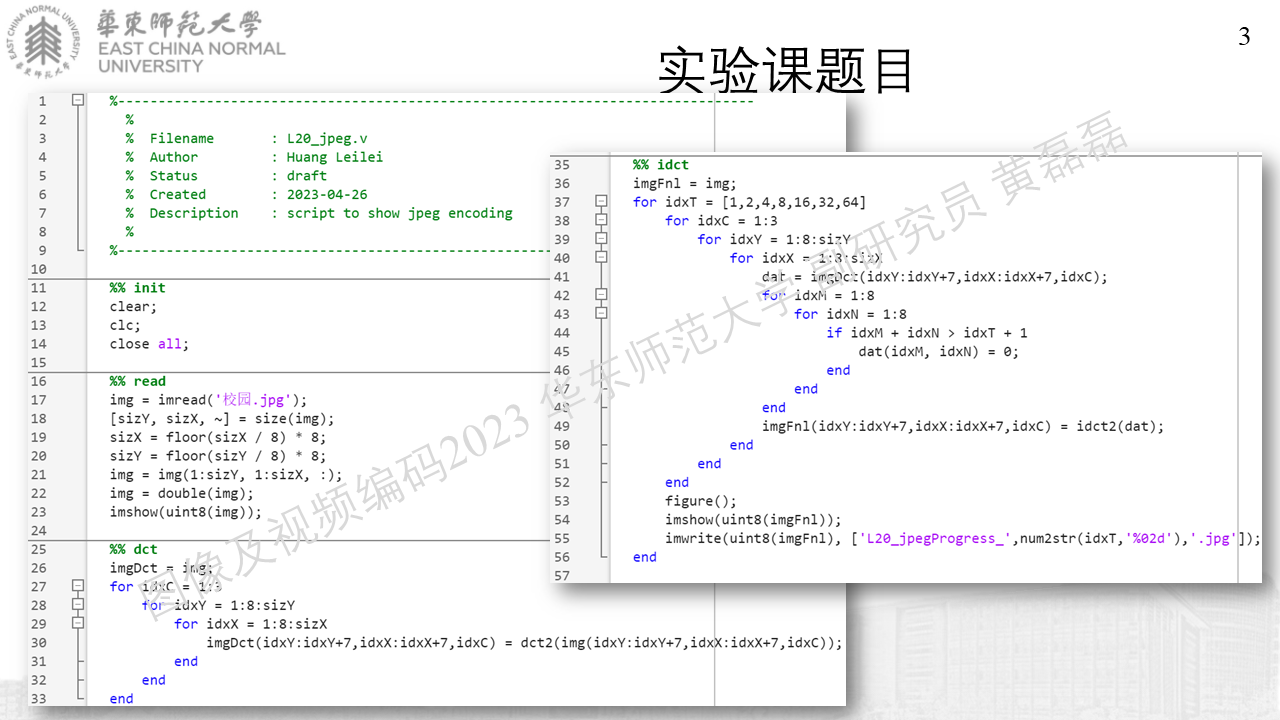 華東師範大學
EAST CHINA NORMAL
UNIVERSITY
3
实验课题目
1 %--------------------------------------------------------------------------------
2 %
3 % Filename : L20_jpeg.v
4 % Author : Huang Leilei
5 % Status : draft
6 % Created : 2023-04-26
7 % Description : script to show jpeg encoding
8 %
9 %--------------------------------------------------------------------------------
10
11 %% init
12 clear;
13 clc;
14 close all;
15
16 %% read
17 img = imread('校园.jpg');
18 [sizY, sizX, ~] = size(img);
19 sizX = floor(sizX / 8) * 8;
20 sizY = floor(sizY / 8) * 8;
21 img = img(1:sizY, 1:sizX, :);
22 img = double(img);
23 imshow(uint8(img));
24
25 %% dct
26 imgDct = img;
27 for idxC = 1:3
28 for idxY = 1:8:sizY
29 for idxX = 1:8:sizX
30 imgDct(idxY:idxY+7,idxX:idxX+7,idxC) = dct2(img(idxY:idxY+7,idxX:idxX+7,idxC));
31 end
32 end
33 end
35 %% idct
36 imgFnl = img;
37 for idxT = [1,2,4,8,16,32,64]
38 for idxC = 1:3
39 for idxY = 1:8:sizY
40 for idxX = 1:8:sizX
41 dat = imgDct(idxY:idxY+7,idxX:idxX+7,idxC);
42 for idxM = 1:8
43 for idxN = 1:8
44 if idxM + idxN > idxT + 1
45 dat(idxM, idxN) = 0;
46 end
47 end
48 end
49 imgFnl(idxY:idxY+7,idxX:idxX+7,idxC) = idct2(dat);
50 end
51 end
52 end
53 figure();
54 imshow(uint8(imgFnl));
55 imwrite(uint8(imgFnl), ['L20_jpegProgress_',num2str(idxT,'%02d'),'.jpg']);
56 end
57
图像及视频编码2023 华东师范大学 副研究员 黄磊磊